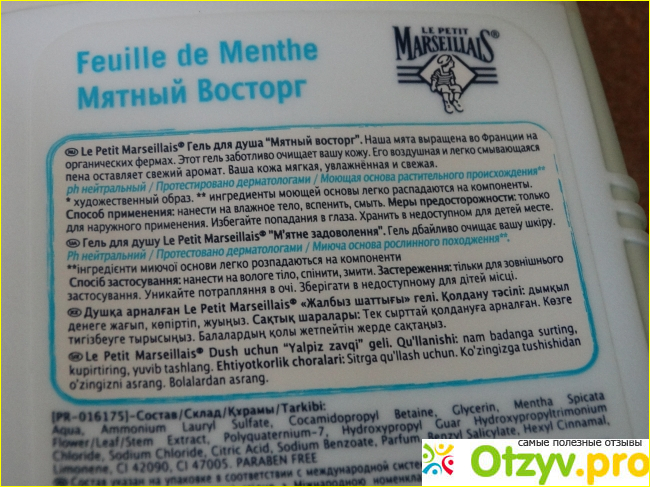 Feuille de Menthe
Мятный Восторг
LE PETIT
MARSEILLAIS®
RU Le Petit Marseillais® Гель для душа "Мятный восторг". Наша мята выращена во Франции на
органических фермах. Этот гель заботливо очищает вашу кожу. Его воздушная и легко смывающаяся
пена оставляет свежий аромат. Ваша кожа мягкая, увлажнённая и свежая.
ph нейтральный / Протестировано дерматологами / Моющая основа растительного происхождения**
* художественный образ. ** ингредиенты моющей основы легко распадаются на компоненты.
Способ применения: нанести на влажное тело, вспенить, смыть. Меры предосторожности: только
для наружного применения. Избегайте попадания в глаза. Хранить в недоступном для детей месте.
Гель для душу Le Petit Marseillais® "М'ятне задоволення". Гель дбайливо очищує вашу шкіру.
Ph нейтральний / Протестовано дерматологами / Миюча основа рослинного походження**.
**інгредієнти миючої основи легко розпадаються на компоненти
Спосіб застосування: нанести на вологе тіло, спінити, змити. Застереження: тільки для зовнішнього
застосування. Уникайте потрапляння в очі. Зберігати в недоступному для дітей місці.
Душқа арналған Le Petit Marseillais® «Жалбыз шаттығы» гелі. Қолдану тәсілі: дымқыл
денеге жағып, көпіртіп, жуыңыз. Сақтық шаралары: Тек сырттай қолдануға арналған. Көзге
тигізбеуге тырысыңыз. Балалардың қолы жетпейтін жерде сақтаңыз.
Le Petit Marseillais® Dush uchun "Yalpiz zavqi" geli. Qu'llanish: nam badanga surting,
kupirtiring, yuvib tashlang. Ehtiyotkorlik choralari: Sirtga qu'llash uchun. Ko'zingizga tushishidan
o'zingizni asrang. Bolalardan asrang.
[PR-016175]-Состав/Склад/Құрамы/Tarkibi:
Aqua, Ammonium Lauryl Sulfate, Cocamidopropyl Betaine, Glycerin, Mentha Spicata
Flower/Leaf/Stem Extract, Polyquaternium-7, Hydroxypropyl Guar Hydroxypropyltrimonium
Chloride, Sodium Chloride, Citric Acid, Sodium Benzoate, Parfum, Benzyl Salicylate, Hexyl Cinnamal,
Limonene, CI 42090, CI 47005. PARABEN FREE
Состав указан на упаковке в соответствии с международной
самые полезные отзывы
Otzyv.pro